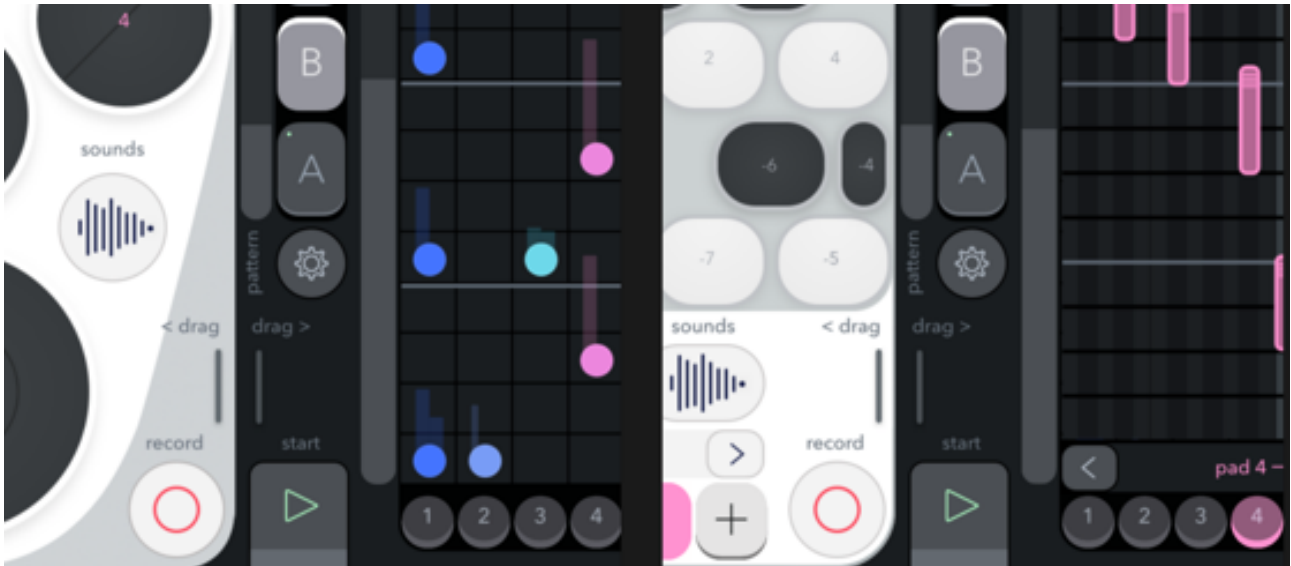 4
B
sounds
A
pattern
< drag
drag >
record
start
1 2 3 4
2 4
B
-6 -4
A
-7 -5
pattern
sounds
< drag
drag >
record
start
>
<
pad 4 –
+
1 2 3 4